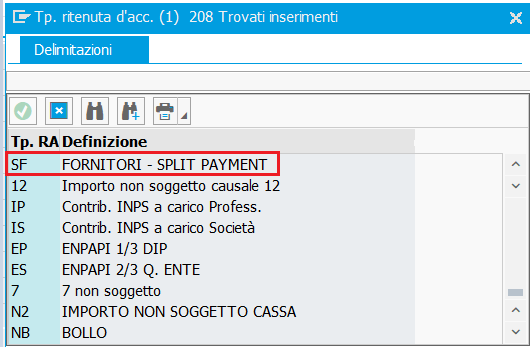 Tp. ritenuta d'acc. (1) 208 Trovati inserimenti
Delimitazioni
Tp. RA Definizione
SF FORNITORI - SPLIT PAYMENT
12 Importo non soggetto causale 12
IP Contrib. INPS a carico Profess.
IS Contrib. INPS a carico Società
EP ENPAPI 1/3 DIP
ES ENPAPI 2/3 Q. ENTE
7 7 non soggetto
N2 IMPORTO NON SOGGETTO CASSA
NB BOLLO